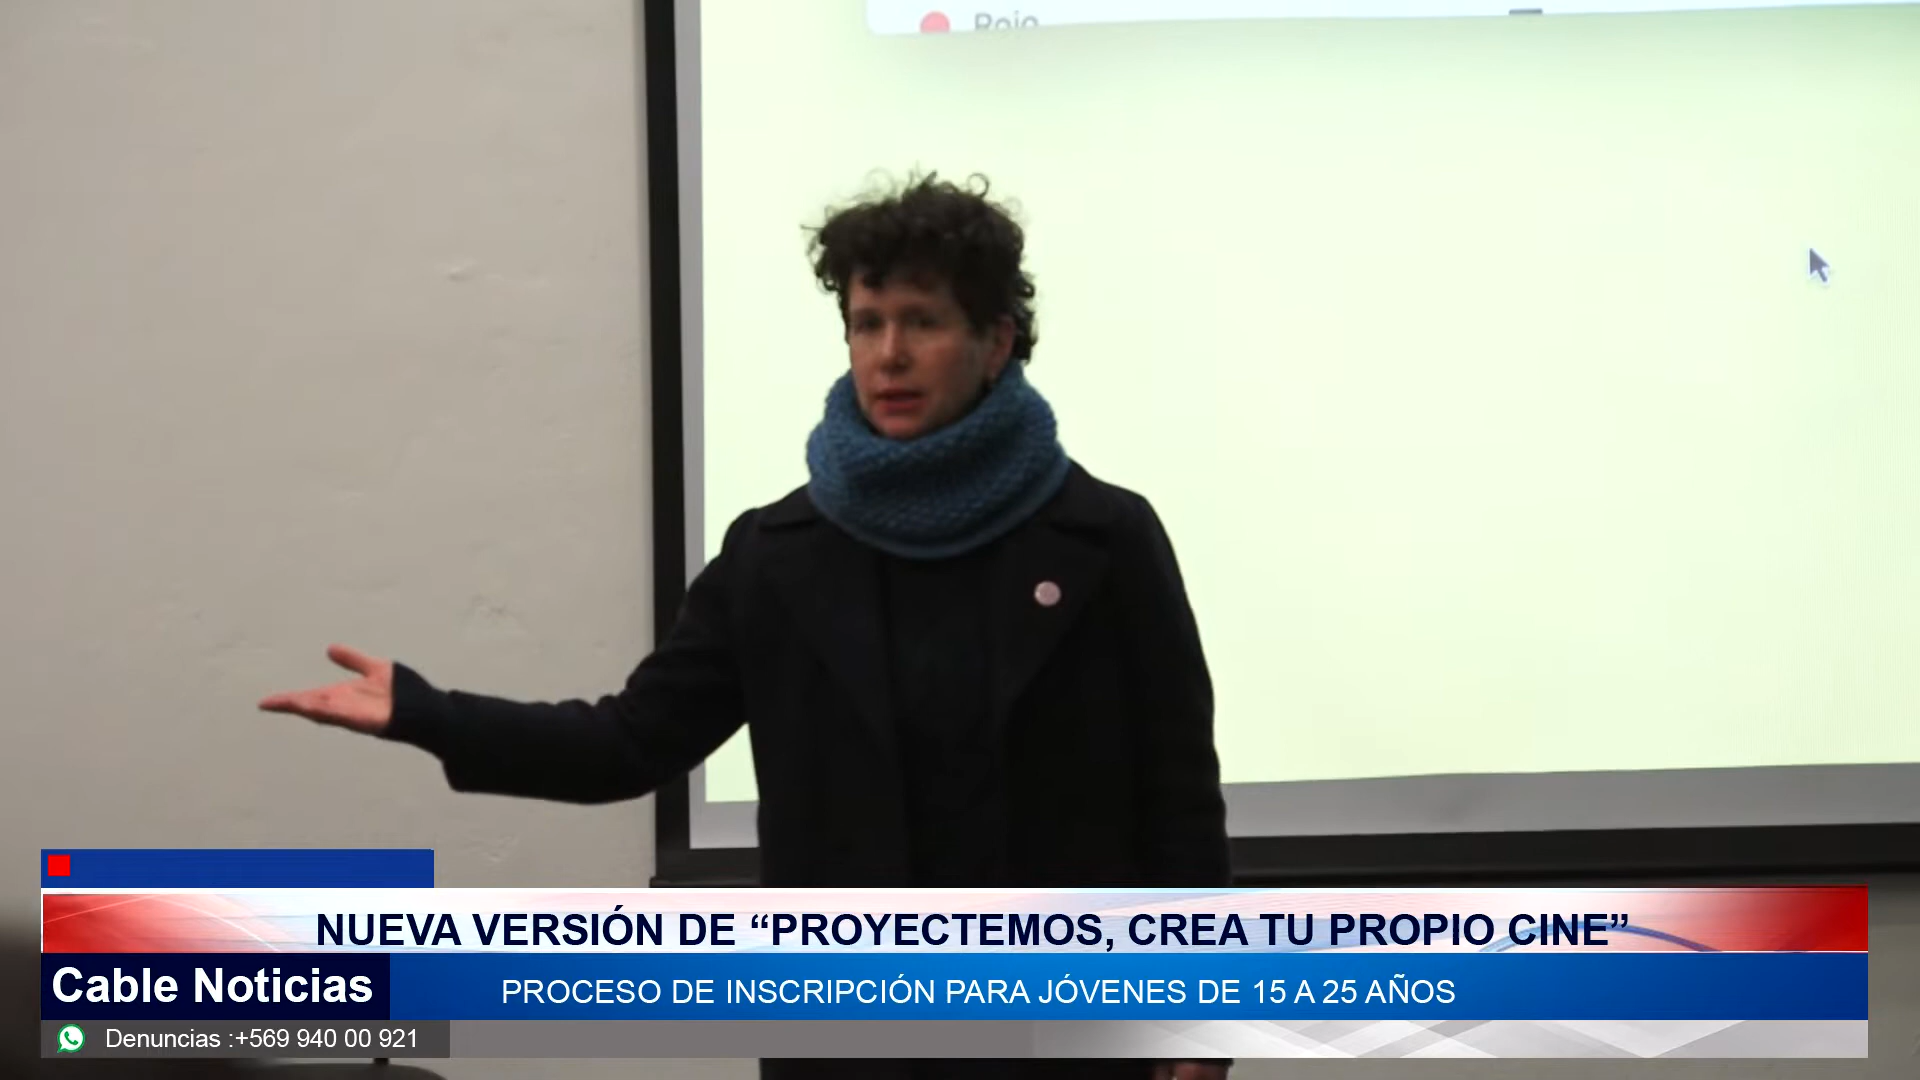 Rojo
NUEVA VERSIÓN DE “PROYECTEMOS, CREA TU PROPIO CINE”
Cable Noticias
PROCESO DE INSCRIPCIÓN PARA JÓVENES DE 15 A 25 AÑOS
Denuncias :+569 940 00 921